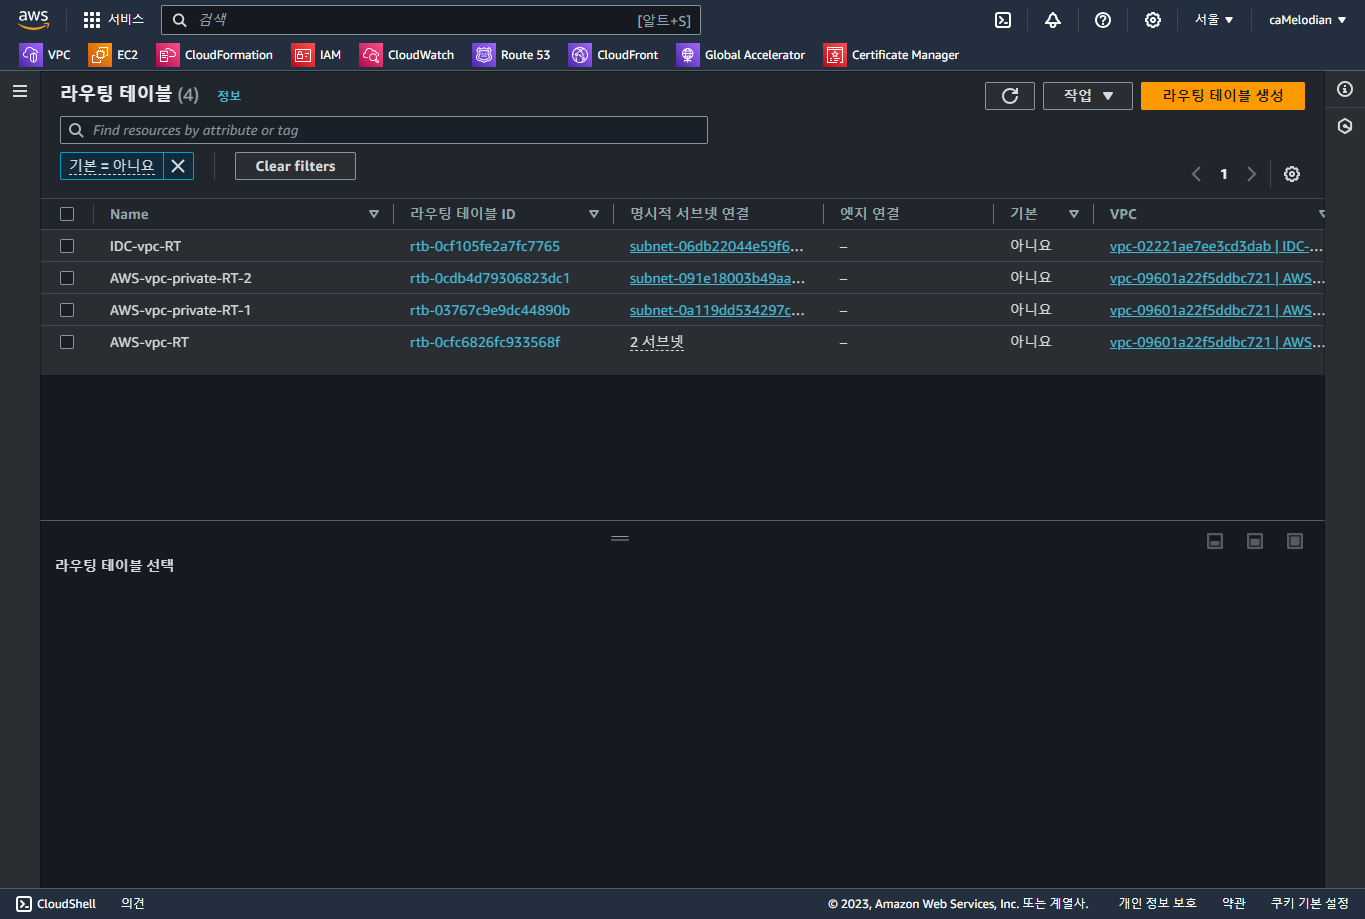 aws 서비스 검색 [알트+S] 서울 caMelodian
VPC EC2 CloudFormation IAM CloudWatch Route 53 CloudFront Global Accelerator Certificate Manager
라우팅 테이블 (4) 정보 작업 라우팅 테이블 생성
Find resources by attribute or tag
기본 = 아니요 Clear filters 1
Name 라우팅 테이블 ID 명시적 서브넷 연결 엣지 연결 기본 VPC
IDC-vpc-RT rtb-0cf105fe2a7fc7765 subnet-06db22044e59f6... – 아니요 vpc-02221ae7ee3cd3dab | IDC-...
AWS-vpc-private-RT-2 rtb-0cdb4d79306823dc1 subnet-091e18003b49aa... – 아니요 vpc-09601a22f5ddbc721 | AWS...
AWS-vpc-private-RT-1 rtb-03767c9e9dc44890b subnet-0a119dd534297c... – 아니요 vpc-09601a22f5ddbc721 | AWS...
AWS-vpc-RT rtb-0cfc6826fc933568f 2 서브넷 – 아니요 vpc-09601a22f5ddbc721 | AWS...
라우팅 테이블 선택
CloudShell 의견 © 2023, Amazon Web Services, Inc. 또는 계열사. 개인 정보 보호 약관 쿠키 기본 설정